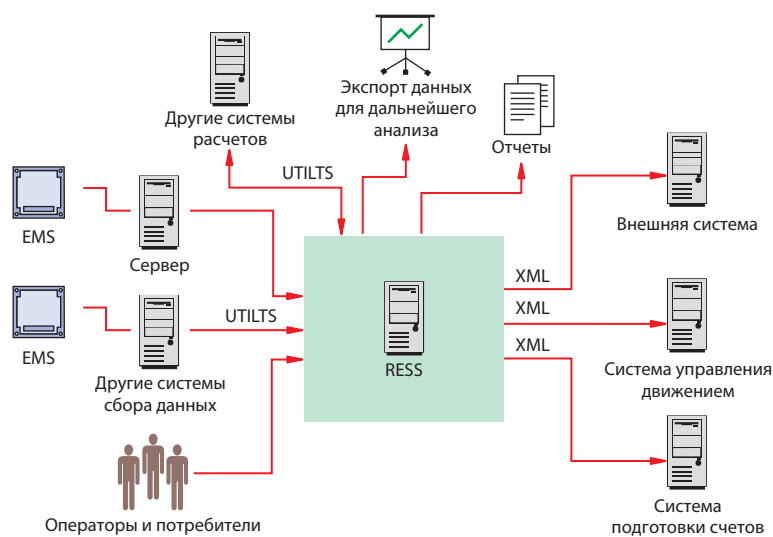 Экспорт данных
для дальнейшего
анализа
Другие системы
расчетов
Отчеты
UTILTS
EMS
Сервер
Внешняя система
XML
UTILTS
XML
EMS
Другие системы
сбора данных
XML
RESS
Система управления
движением
Операторы и потребители
Система
подготовки счетов